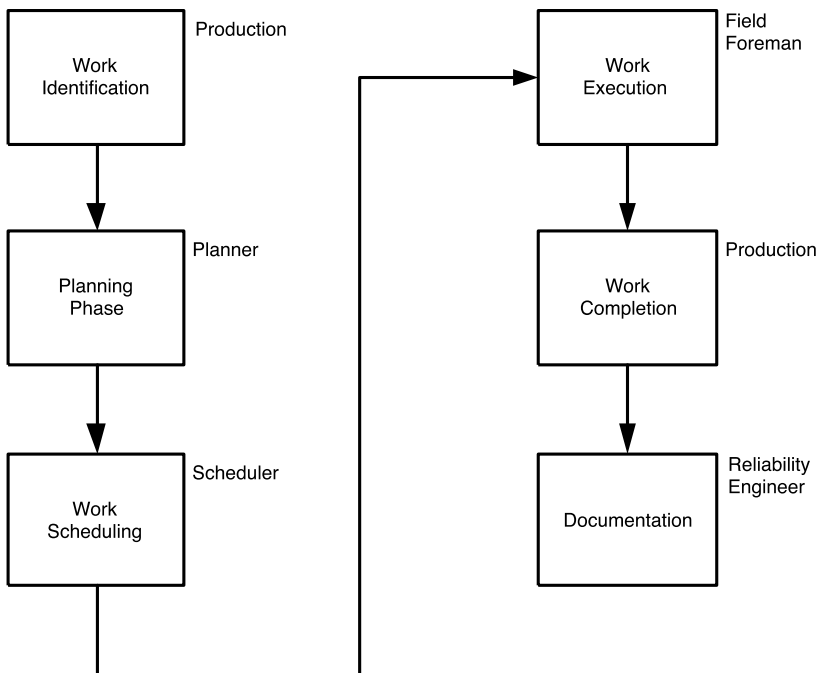 Work
Identification
Production
Planning
Phase
Planner
Work
Scheduling
Scheduler
Work
Execution
Field
Foreman
Work
Completion
Production
Documentation
Reliability
Engineer